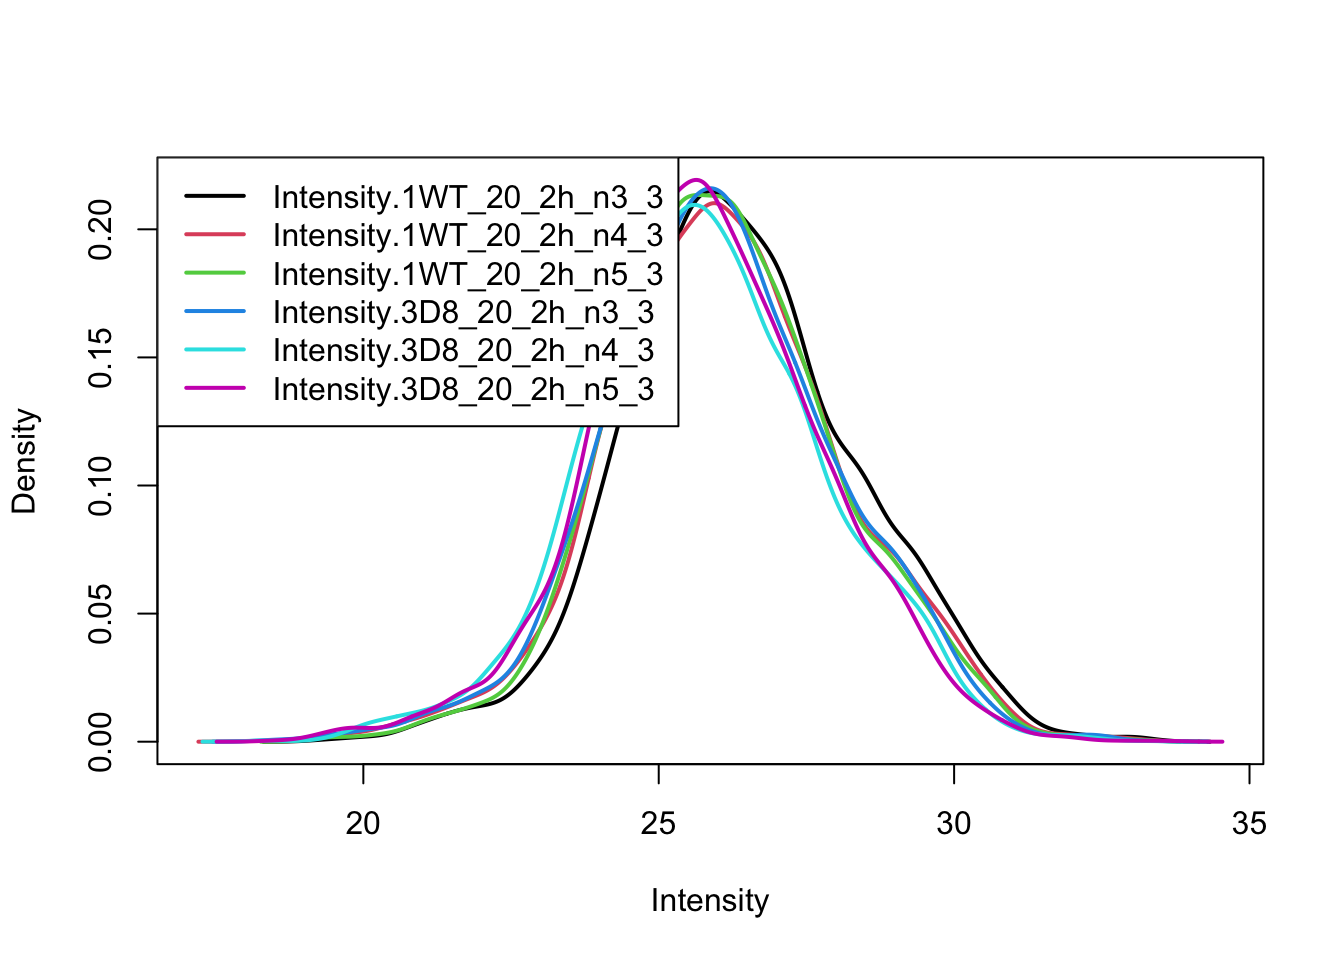 Intensity.1WT_20_2h_n3_3
Intensity.1WT_20_2h_n4_3
Intensity.1WT_20_2h_n5_3
Intensity.3D8_20_2h_n3_3
Intensity.3D8_20_2h_n4_3
Intensity.3D8_20_2h_n5_3
0.20
0.15
0.10
0.05
0.00
Density
20 25 30 35
Intensity